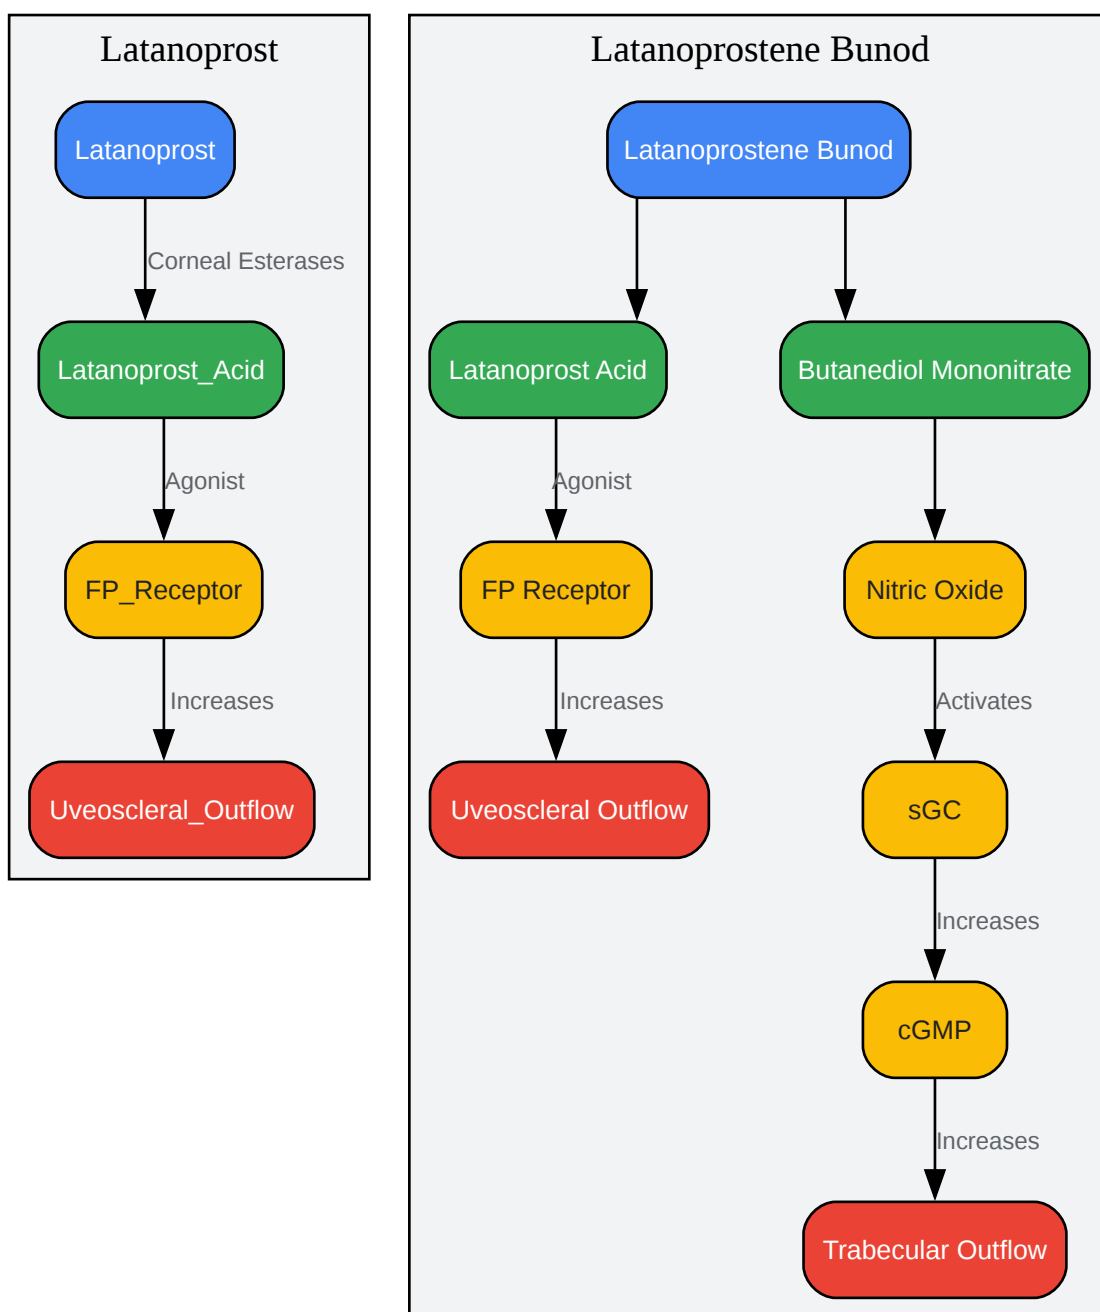 Latanoprost
Latanoprost
Corneal Esterases
Latanoprost_Acid
Agonist
FP_Receptor
Increases
Uveoscleral_Outflow
Latanoprostene Bunod
Latanoprostene Bunod
Latanoprost Acid
Butanediol Mononitrate
Agonist
FP Receptor
Nitric Oxide
Increases
Activates
Uveoscleral Outflow
sGC
Increases
cGMP
Increases
Trabecular Outflow